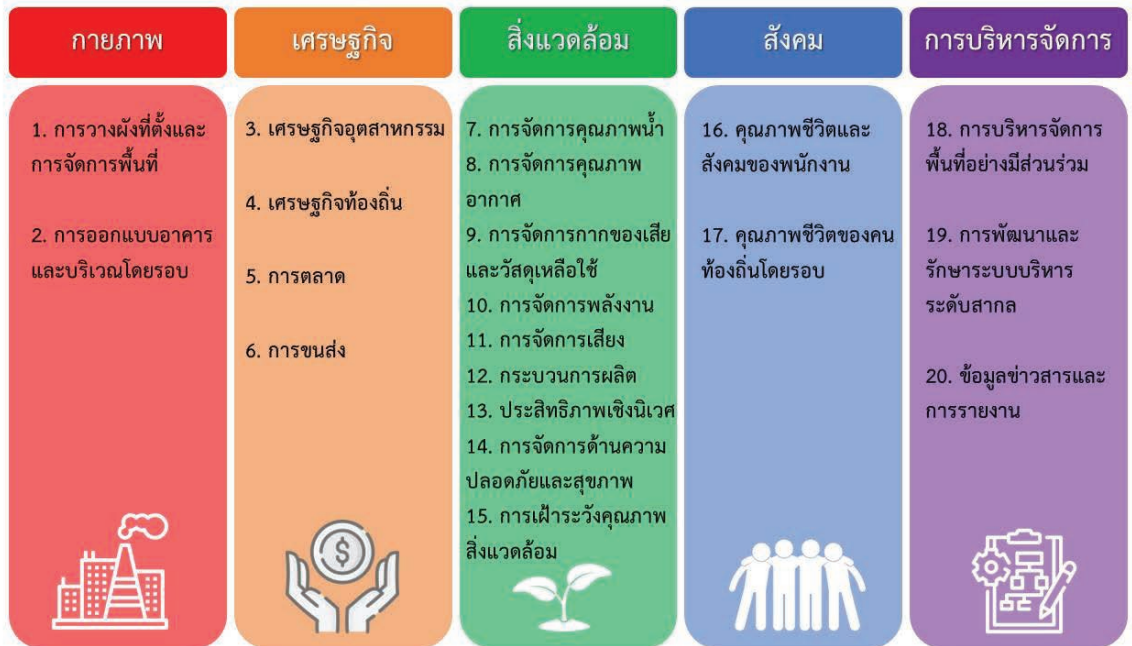 กายภาพ
1. การวางผังที่ตั้งและ
การจัดการพื้นที่
2. การออกแบบอาคาร
และบริเวณโดยรอบ
เศรษฐกิจ
3. เศรษฐกิจอุตสาหกรรม
4. เศรษฐกิจท้องถิ่น
5. การตลาด
6. การขนส่ง
$
สิ่งแวดล้อม
7. การจัดการคุณภาพน้ำ
8. การจัดการคุณภาพ
อากาศ
9. การจัดการกากของเสีย
และวัสดุเหลือใช้
10. การจัดการพลังงาน
11. การจัดการเสียง
12. กระบวนการผลิต
13. ประสิทธิภาพเชิงนิเวศ
14. การจัดการด้านความ
ปลอดภัยและสุขภาพ
15. การเฝ้าระวังคุณภาพ
สิ่งแวดล้อม
สังคม
16. คุณภาพชีวิตและ
สังคมของพนักงาน
17. คุณภาพชีวิตของคน
ท้องถิ่นโดยรอบ
การบริหารจัดการ
18. การบริหารจัดการ
พื้นที่อย่างมีส่วนร่วม
19. การพัฒนาและ
รักษาระบบบริหาร
ระดับสากล
20. ข้อมูลข่าวสารและ
การรายงาน